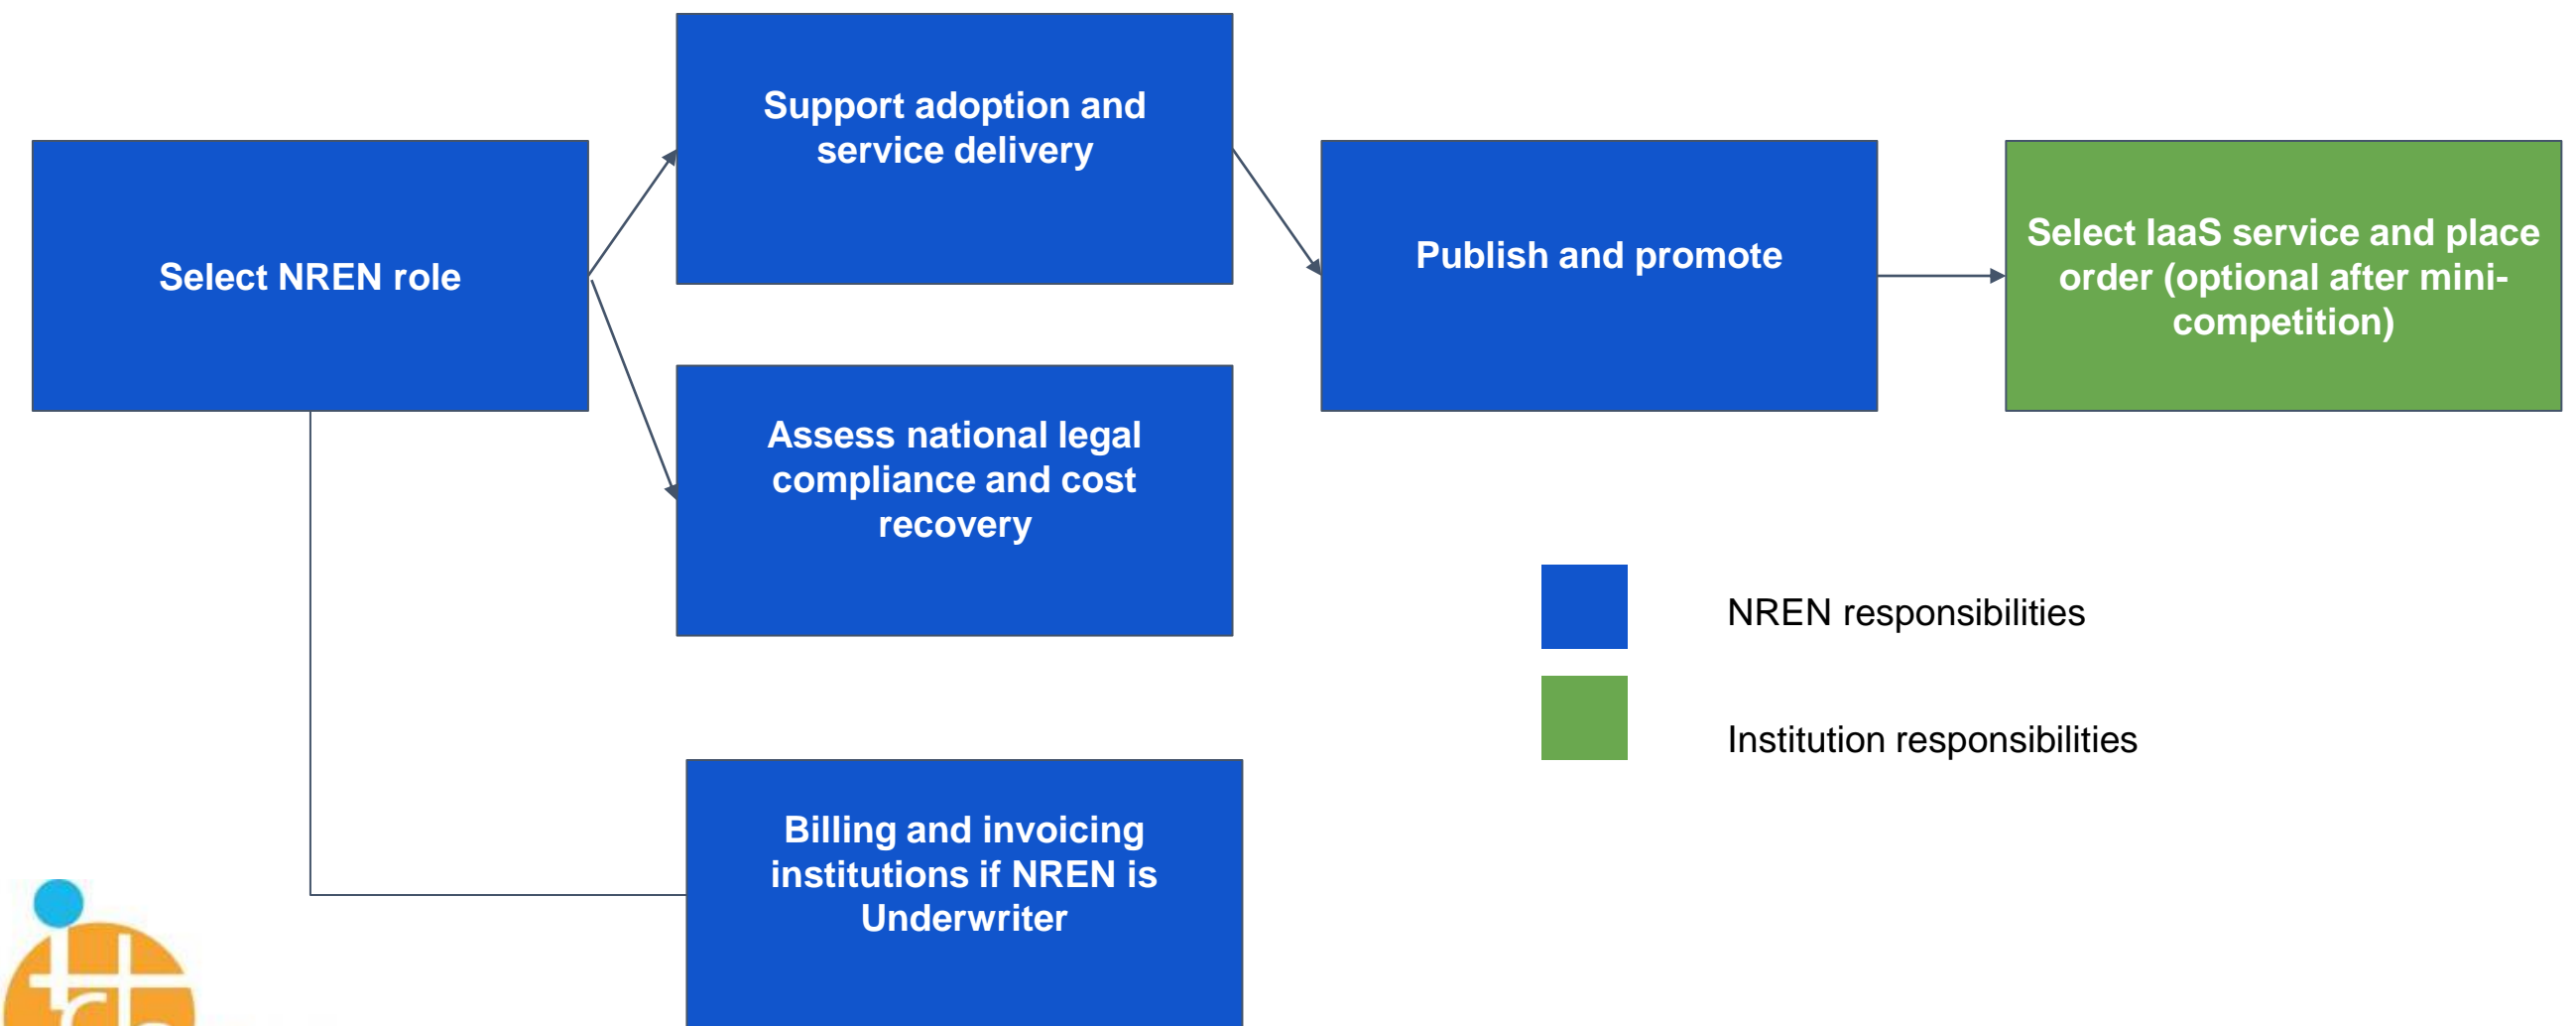 Select NREN role
Support adoption and
service delivery
Assess national legal
compliance and cost
recovery
Billing and invoicing
institutions if NREN is
Underwriter
Publish and promote
Select IaaS service and place
order (optional after mini-
competition)
NREN responsibilities
Institution responsibilities